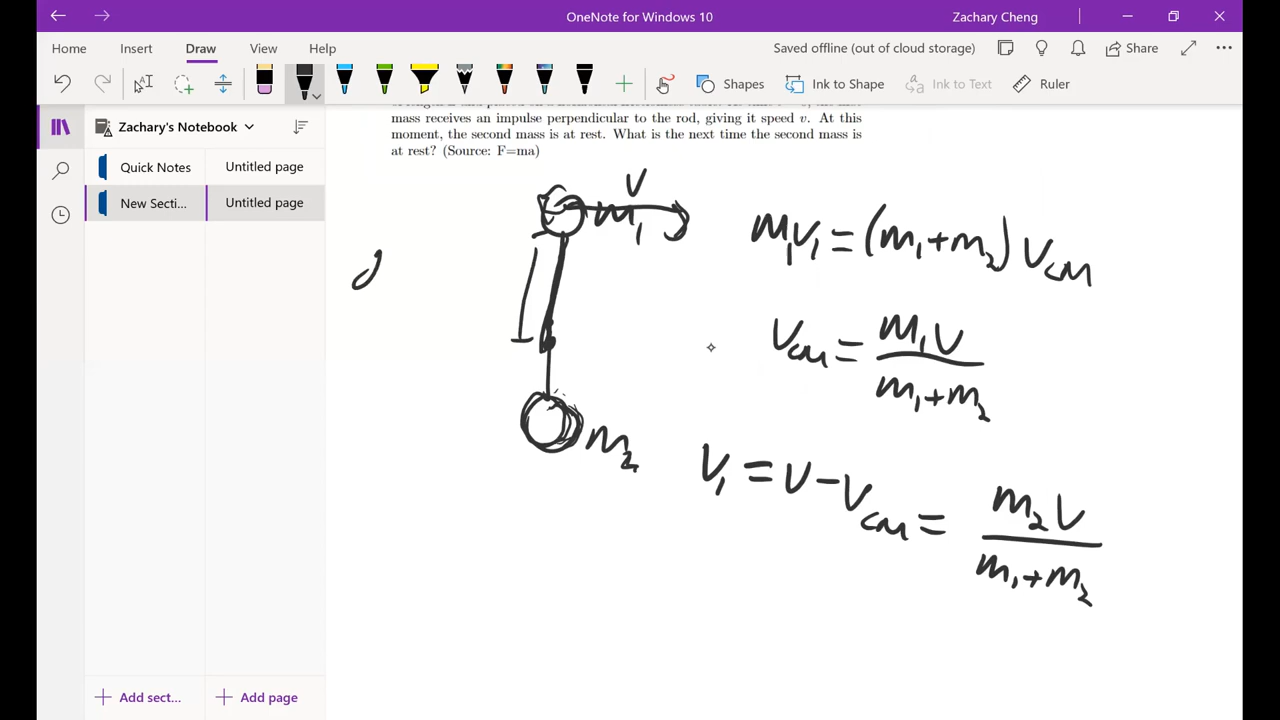 OneNote for Windows 10
Zachary Cheng
Home Insert Draw View Help
Saved offline (out of cloud storage)
Share
Shapes
Ink to Shape
Ink to Text
Ruler
Zachary's Notebook
Quick Notes
New Secti...
Untitled page
Untitled page
mass receives an impulse perpendicular to the rod, giving it speed v. At this
moment, the second mass is at rest. What is the next time the second mass is
at rest? (Source: F=ma)
v
m₁
m₂
m₁v₁ = (m₁+m₂) v_cm
v_cm = m₁v / (m₁+m₂)
v₁ = v − v_cm = m₂v / (m₁+m₂)
Add sect...
Add page